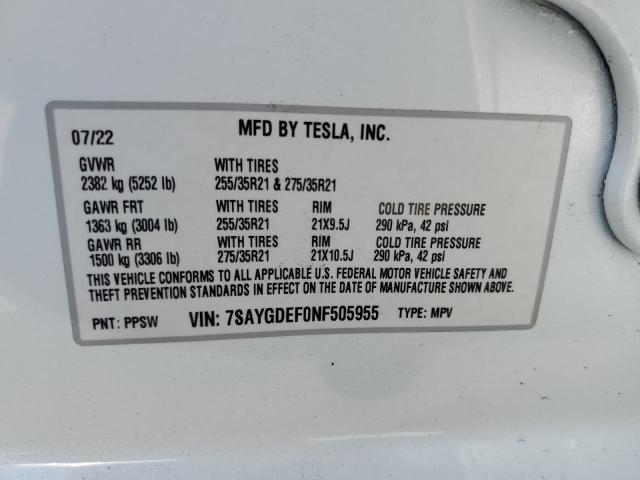 07/22 MFD BY TESLA, INC.
GVWR WITH TIRES
2382 kg (5252 lb) 255/35R21 & 275/35R21
GAWR FRT WITH TIRES RIM COLD TIRE PRESSURE
1363 kg (3004 lb) 255/35R21 21X9.5J 290 kPa, 42 psi
GAWR RR WITH TIRES RIM COLD TIRE PRESSURE
1500 kg (3306 lb) 275/35R21 21X10.5J 290 kPa, 42 psi
THIS VEHICLE CONFORMS TO ALL APPLICABLE U.S. FEDERAL MOTOR VEHICLE SAFETY AND
THEFT PREVENTION STANDARDS IN EFFECT ON THE DATE OF MANUFACTURE SHOWN ABOVE.
PNT: PPSW VIN: 7SAYGDEF0NF505955 TYPE: MPV